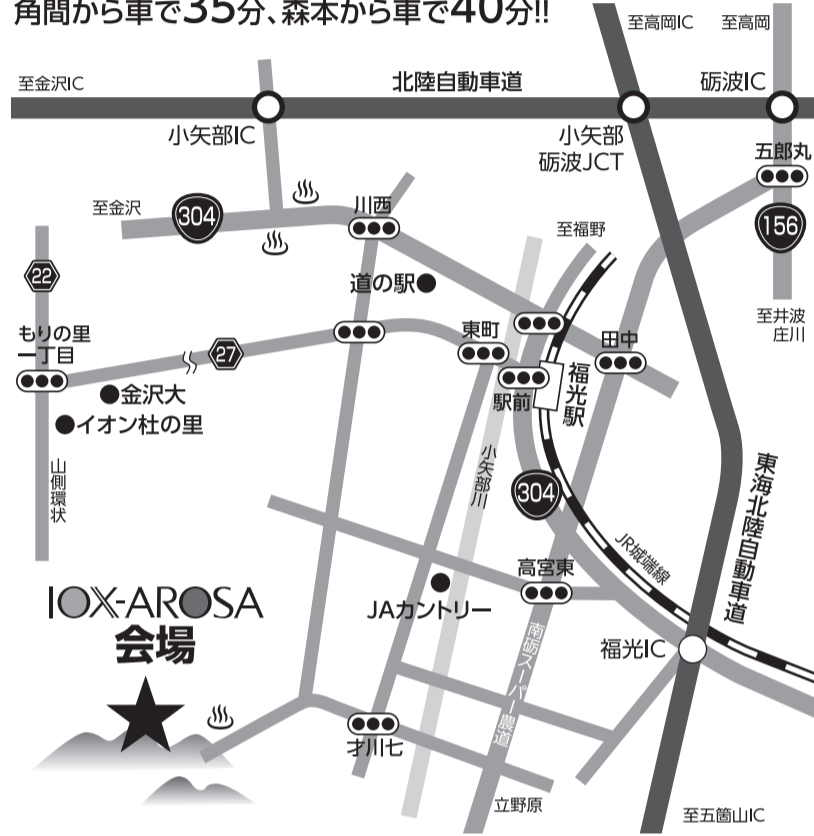 角間から車で35分、森本から車で40分!!
至高岡IC
至高岡
至金沢IC
北陸自動車道
砺波IC
小矢部IC
小矢部
砺波JCT
五郎丸
至金沢
304
川西
至福野
156
22
道の駅
至井波
庄川
もりの里
一丁目
27
東町
田中
駅前
福光駅
金沢大
イオン杜の里
小矢部川
304
山側環状
東海北陸自動車道
JR城端線
高宮東
JAカントリー
IOX-AROSA
会場
南砺スーパー農道
福光IC
才川七
立野原
至五箇山IC